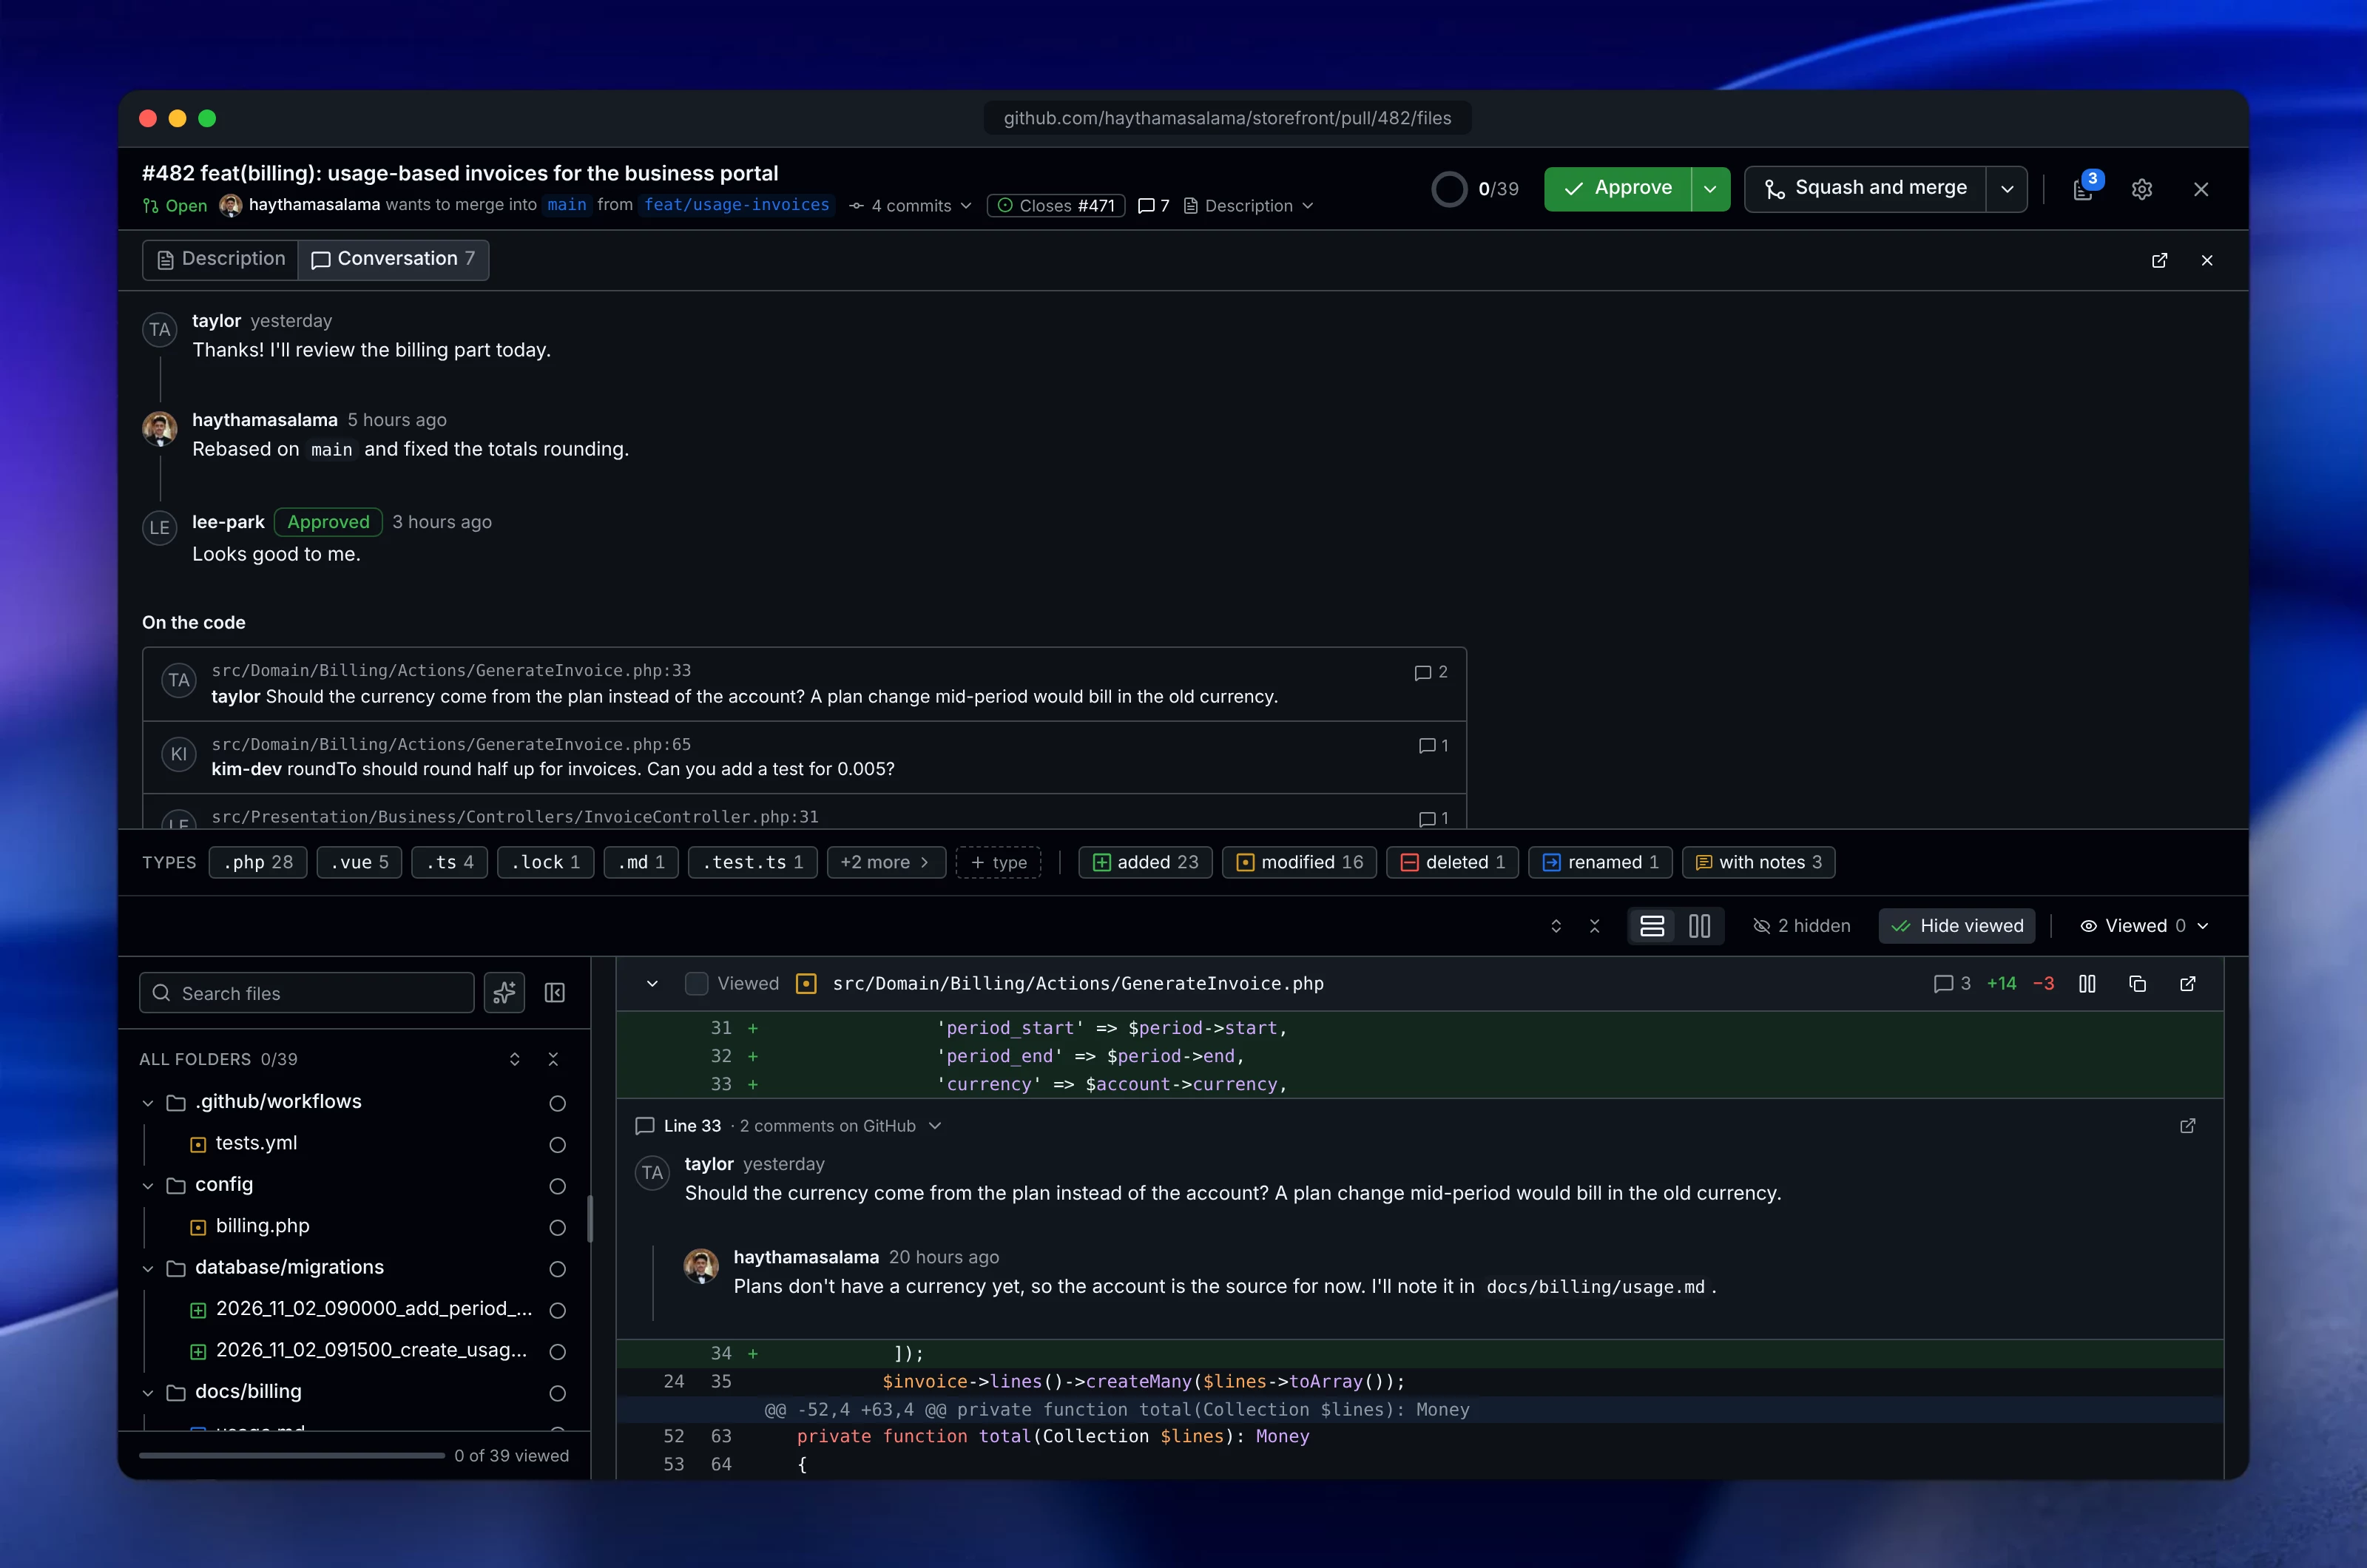 github.com/haythamasalama/storefront/pull/482/files
#482 feat(billing): usage-based invoices for the business portal
Open haythamasalama wants to merge into main from feat/usage-invoices 4 commits Closes #471 7 Description
0/39 Approve Squash and merge 3
Description Conversation 7
TA taylor yesterday
Thanks! I'll review the billing part today.
haythamasalama 5 hours ago
Rebased on main and fixed the totals rounding.
LE lee-park Approved 3 hours ago
Looks good to me.
On the code
TA src/Domain/Billing/Actions/GenerateInvoice.php:33 2
taylor Should the currency come from the plan instead of the account? A plan change mid-period would bill in the old currency.
KI src/Domain/Billing/Actions/GenerateInvoice.php:65 1
kim-dev roundTo should round half up for invoices. Can you add a test for 0.005?
LE src/Presentation/Business/Controllers/InvoiceController.php:31 1
TYPES .php 28 .vue 5 .ts 4 .lock 1 .md 1 .test.ts 1 +2 more + type added 23 modified 16 deleted 1 renamed 1 with notes 3
2 hidden Hide viewed Viewed 0
Search files
ALL FOLDERS 0/39
.github/workflows
tests.yml
config
billing.php
database/migrations
2026_11_02_090000_add_period_...
2026_11_02_091500_create_usag...
docs/billing
usage.md
0 of 39 viewed
Viewed src/Domain/Billing/Actions/GenerateInvoice.php 3 +14 −3
31 + 'period_start' => $period->start,
32 + 'period_end' => $period->end,
33 + 'currency' => $account->currency,
Line 33 · 2 comments on GitHub
TA taylor yesterday
Should the currency come from the plan instead of the account? A plan change mid-period would bill in the old currency.
haythamasalama 20 hours ago
Plans don't have a currency yet, so the account is the source for now. I'll note it in docs/billing/usage.md .
34 + ]);
24 35 $invoice->lines()->createMany($lines->toArray());
@@ -52,4 +63,4 @@ private function total(Collection $lines): Money
52 63 private function total(Collection $lines): Money
53 64 {